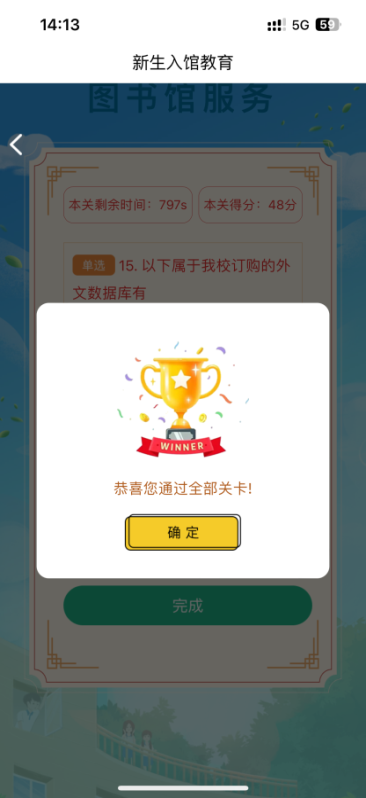 14:13
5G
59
新生入馆教育
图书馆服务
本关剩余时间：797s
本关得分：48分
单选 15. 以下属于我校订购的外
文数据库有
WINNER
恭喜您通过全部关卡!
确 定
完成